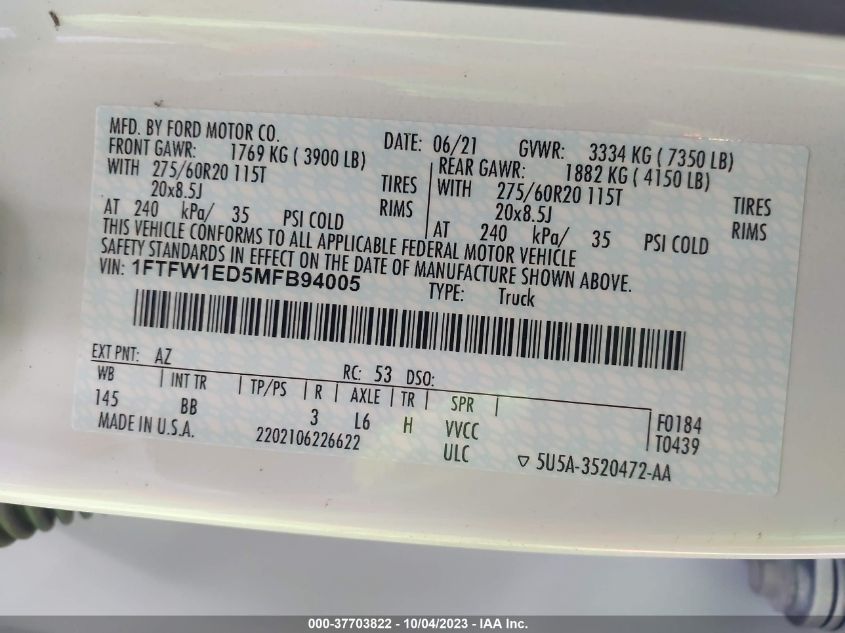 MFD. BY FORD MOTOR CO. DATE: 06/21 GVWR: 3334 KG ( 7350 LB)
FRONT GAWR: 1769 KG ( 3900 LB) REAR GAWR: 1882 KG ( 4150 LB)
WITH 275/60R20 115T TIRES WITH 275/60R20 115T TIRES
20x8.5J RIMS 20x8.5J RIMS
AT 240 kPa/ 35 PSI COLD AT 240 kPa/ 35 PSI COLD
THIS VEHICLE CONFORMS TO ALL APPLICABLE FEDERAL MOTOR VEHICLE
SAFETY STANDARDS IN EFFECT ON THE DATE OF MANUFACTURE SHOWN ABOVE.
VIN: 1FTFW1ED5MFB94005 TYPE: Truck
EXT PNT: AZ RC: 53 DSO:
WB INT TR TP/PS R AXLE TR SPR
145 BB 3 L6 H VVCC F0184
MADE IN U.S.A. 2202106226622 ULC T0439
▽ 5U5A-3520472-AA
000-37703822 - 10/04/2023 - IAA Inc.